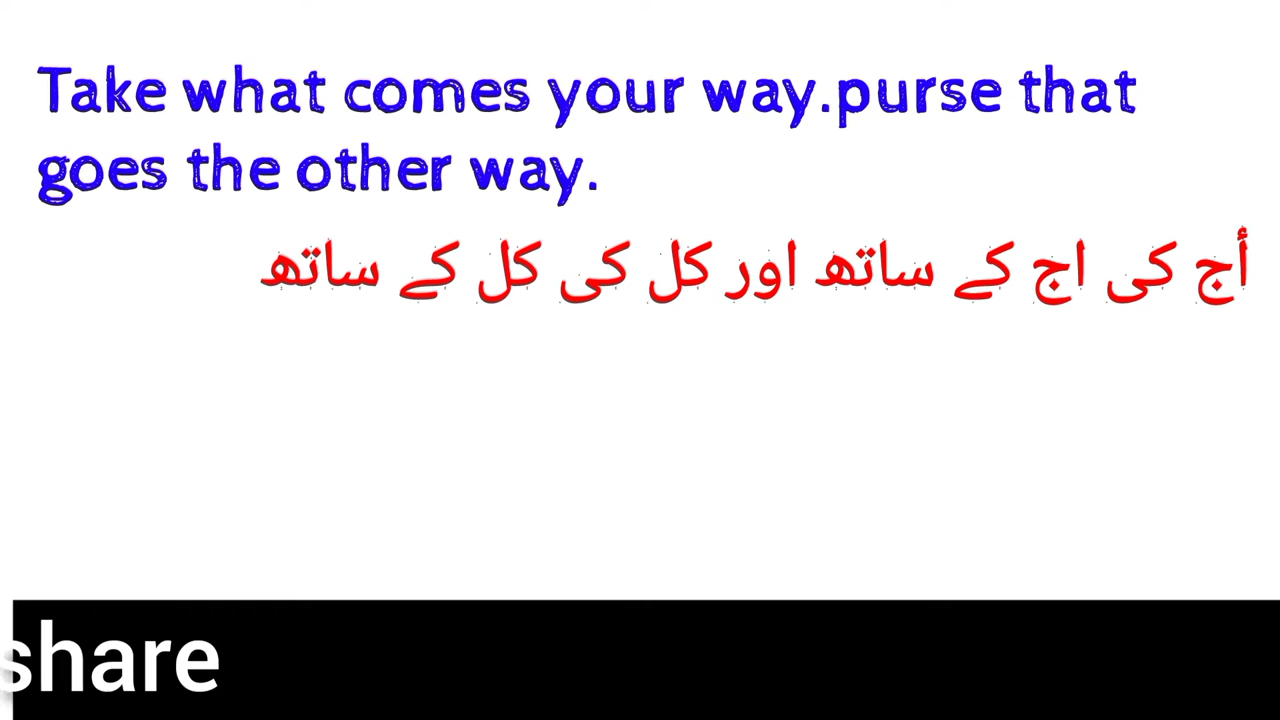 Take what comes your way.purse that
goes the other way.
أج کی اج کے ساتھ اور کل کی کل کے ساتھ
share